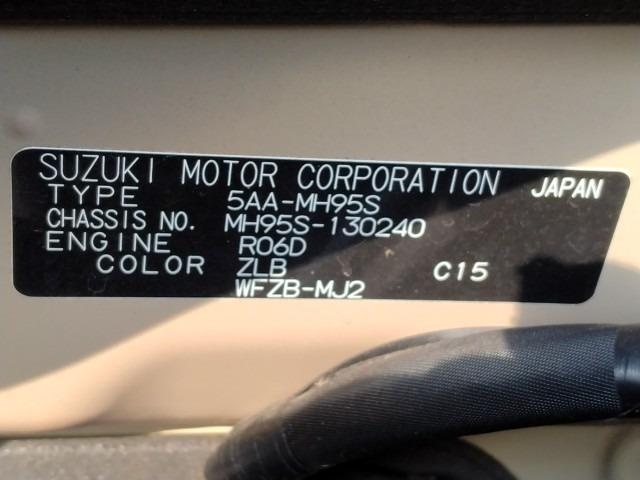 SUZUKI MOTOR CORPORATION JAPAN
TYPE 5AA-MH95S
CHASSIS NO. MH95S-130240
ENGINE R06D
COLOR ZLB C15
WFZB-MJ2